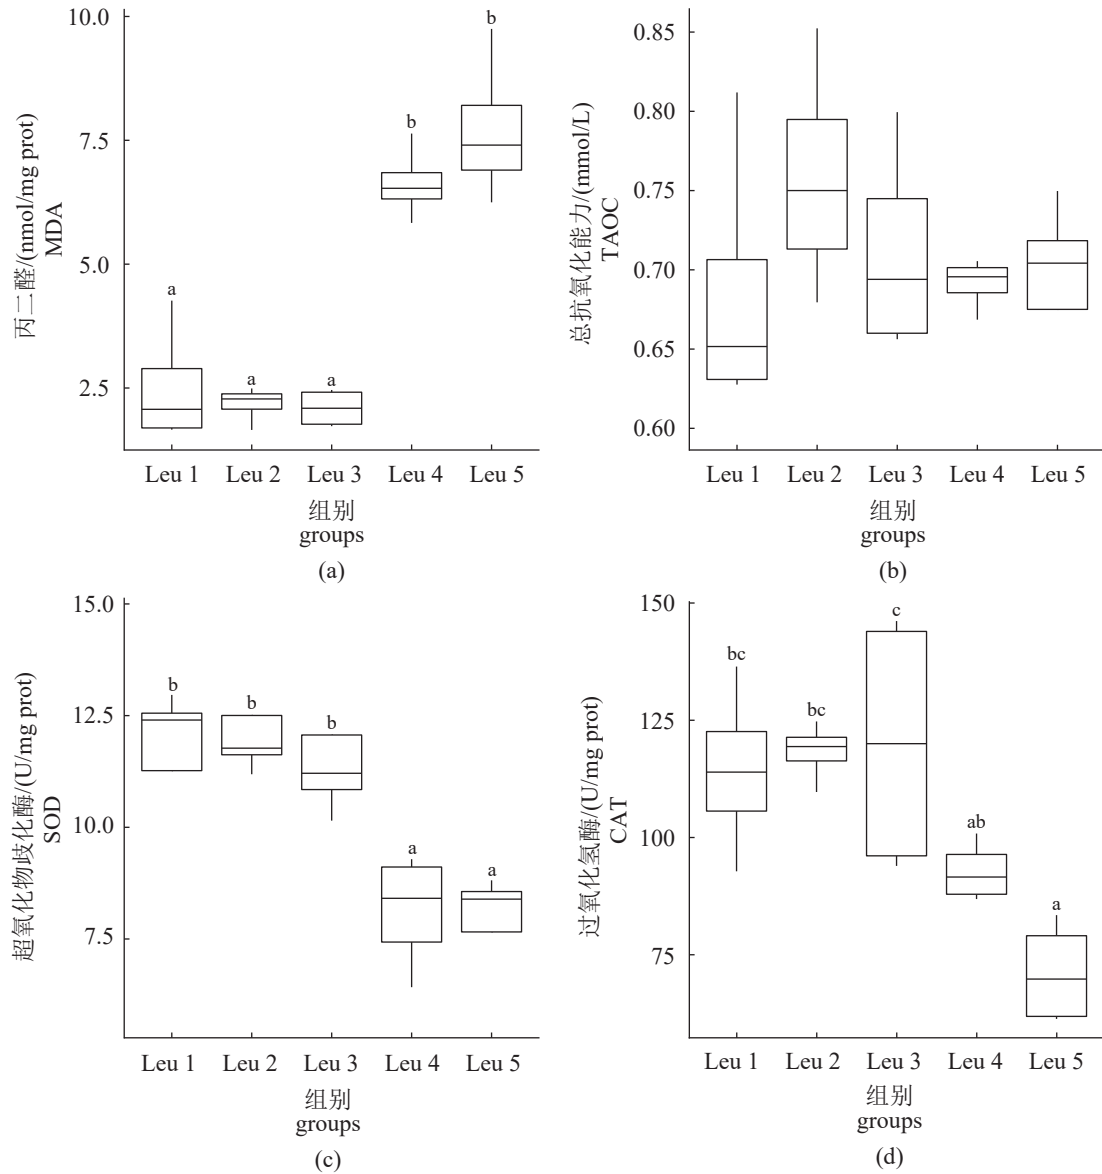 丙二醛/(nmol/mg prot)
MDA
10.0
7.5
5.0
2.5
a
a
a
b
b
Leu 1
Leu 2
Leu 3
Leu 4
Leu 5
组别
groups
(a)
总抗氧化能力/(mmol/L)
TAOC
0.85
0.80
0.75
0.70
0.65
0.60
Leu 1
Leu 2
Leu 3
Leu 4
Leu 5
组别
groups
(b)
超氧化物歧化酶/(U/mg prot)
SOD
15.0
12.5
10.0
7.5
b
b
b
a
a
Leu 1
Leu 2
Leu 3
Leu 4
Leu 5
组别
groups
(c)
过氧化氢酶/(U/mg prot)
CAT
150
125
100
75
bc
bc
c
ab
a
Leu 1
Leu 2
Leu 3
Leu 4
Leu 5
组别
groups
(d)